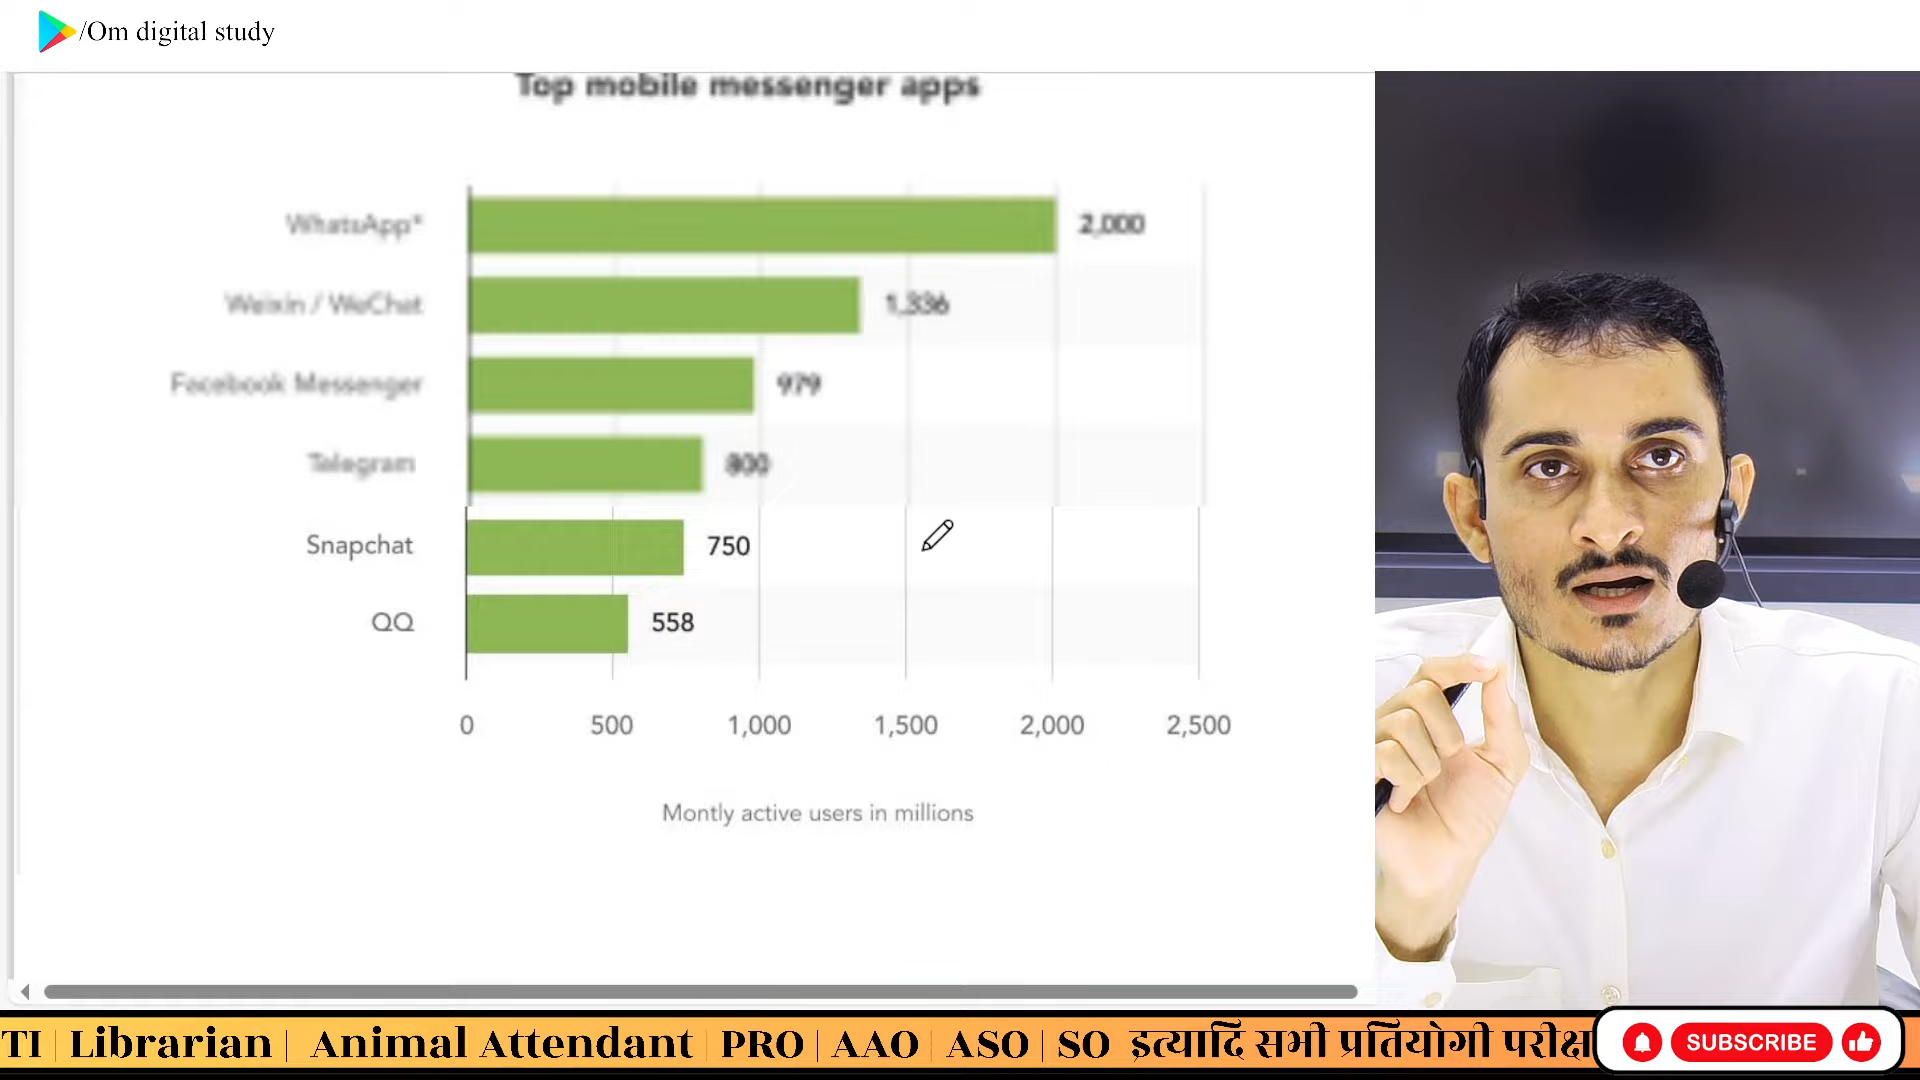 /Om digital study
Top mobile messenger apps
WhatsApp* 2,000
Weixin / WeChat 1,336
Facebook Messenger 979
Telegram 800
Snapchat 750
QQ 558
0 500 1,000 1,500 2,000 2,500
Montly active users in millions
TI | Librarian | Animal Attendant | PRO | AAO | ASO | SO इत्यादि सभी प्रतियोगी परीक्ष
SUBSCRIBE